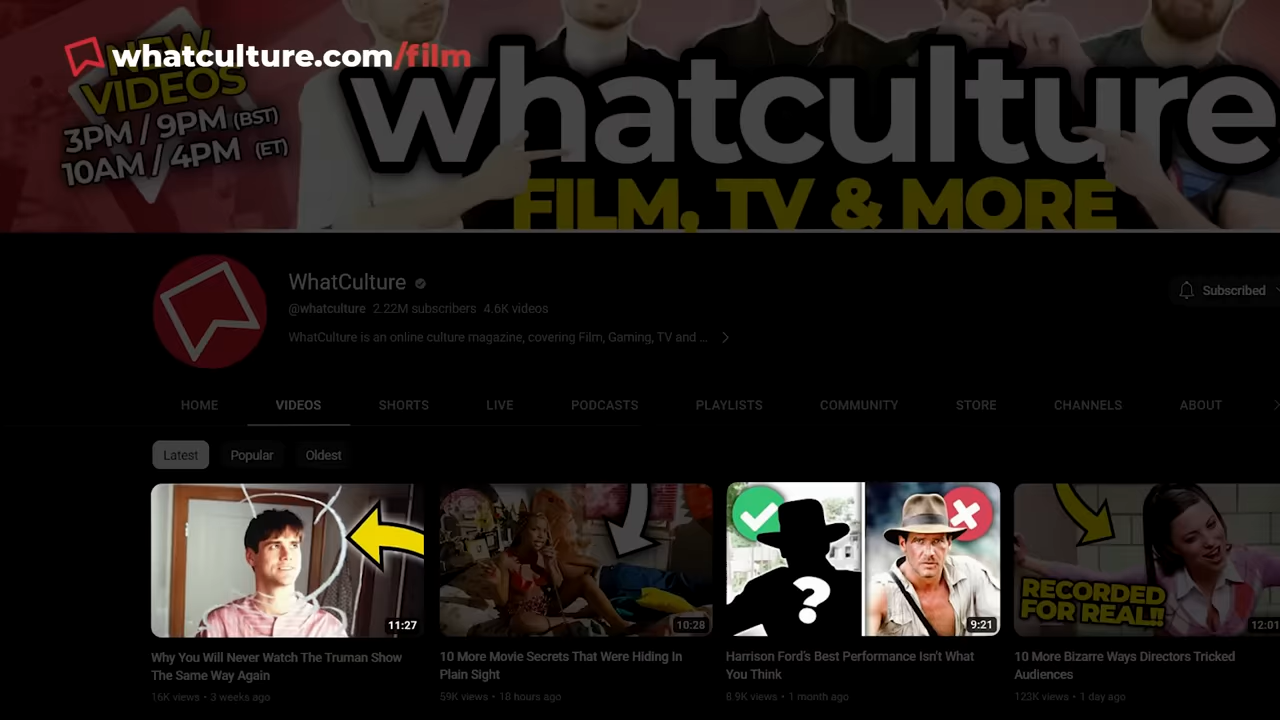 whatculture.com/film
NEW
VIDEOS
3PM / 9PM (BST)
10AM / 4PM (ET)
whatculture
FILM, TV & MORE
WhatCulture
@whatculture 2.22M subscribers 4.6K videos
WhatCulture is an online culture magazine, covering Film, Gaming, TV and ...
Subscribed
HOME VIDEOS SHORTS LIVE PODCASTS PLAYLISTS COMMUNITY STORE CHANNELS ABOUT
Latest Popular Oldest
11:27
10:28
?
9:21
RECORDED
FOR REAL!!
12:01
Why You Will Never Watch The Truman Show
The Same Way Again
16K views • 3 weeks ago
10 More Movie Secrets That Were Hiding In
Plain Sight
59K views • 18 hours ago
Harrison Ford's Best Performance Isn't What
You Think
8.9K views • 1 month ago
10 More Bizarre Ways Directors Tricked
Audiences
123K views • 1 day ago